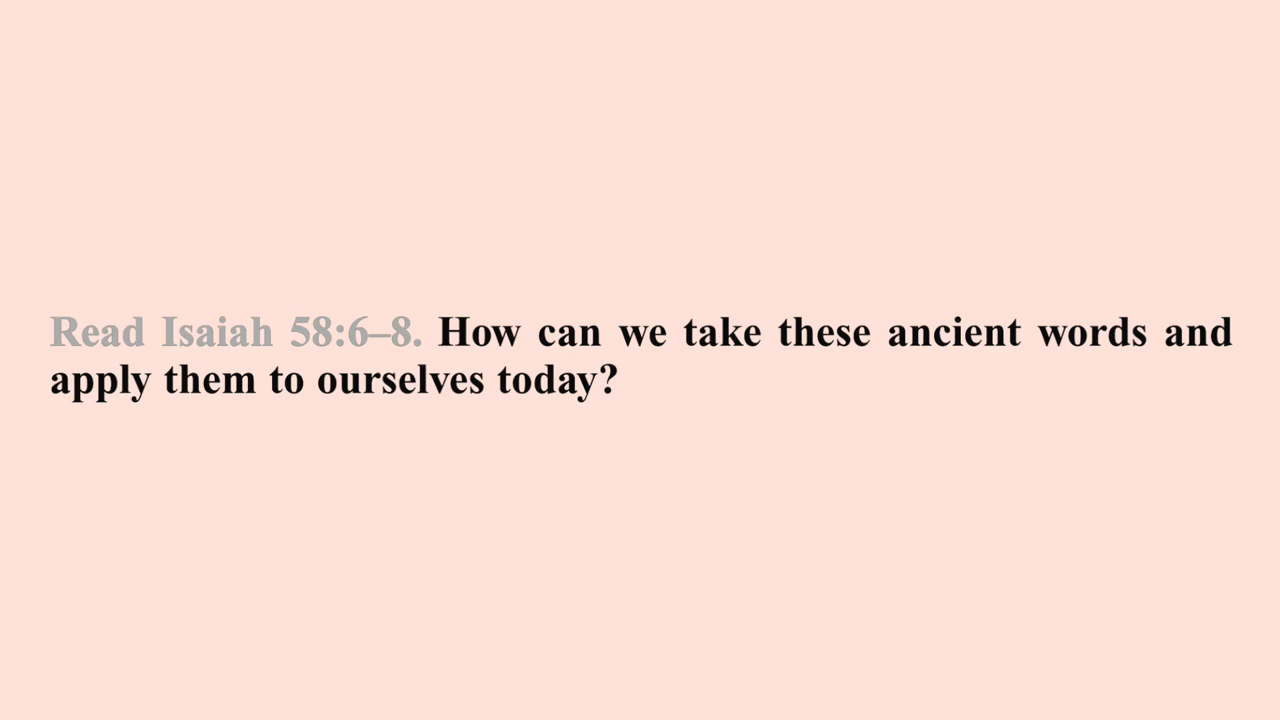 Read Isaiah 58:6–8. How can we take these ancient words and
apply them to ourselves today?